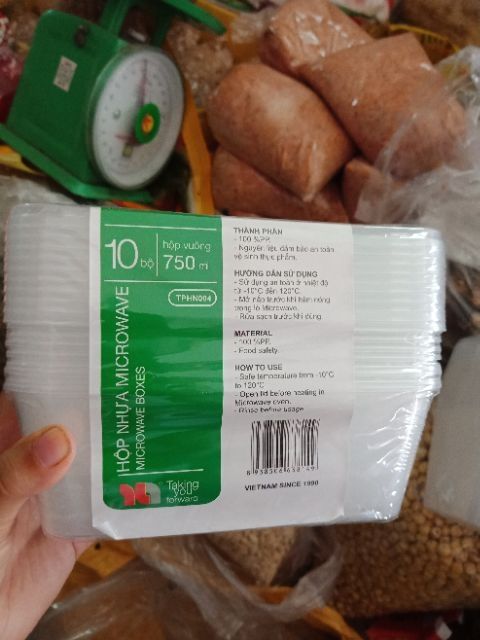 10 bộ
hộp vuông
750 ml
TPHN004
HỘP NHỰA MICROWAVE
MICROWAVE BOXES
Taking
you
forward
THÀNH PHẦN
- 100 %PP.
- Nguyên liệu đảm bảo an toàn
vệ sinh thực phẩm.
HƯỚNG DẪN SỬ DỤNG
- Sử dụng an toàn ở nhiệt độ
từ -10°C đến 120°C.
- Mở nắp trước khi hâm nóng
trong lò Microwave.
- Rửa sạch trước khi dùng.
MATERIAL
- 100 %PP.
- Food safety.
HOW TO USE
- Safe temperature from -10°C
to 120°C
- Open lid before heating in
Microwave oven.
- Rinse before usage
VIETNAM SINCE 1990